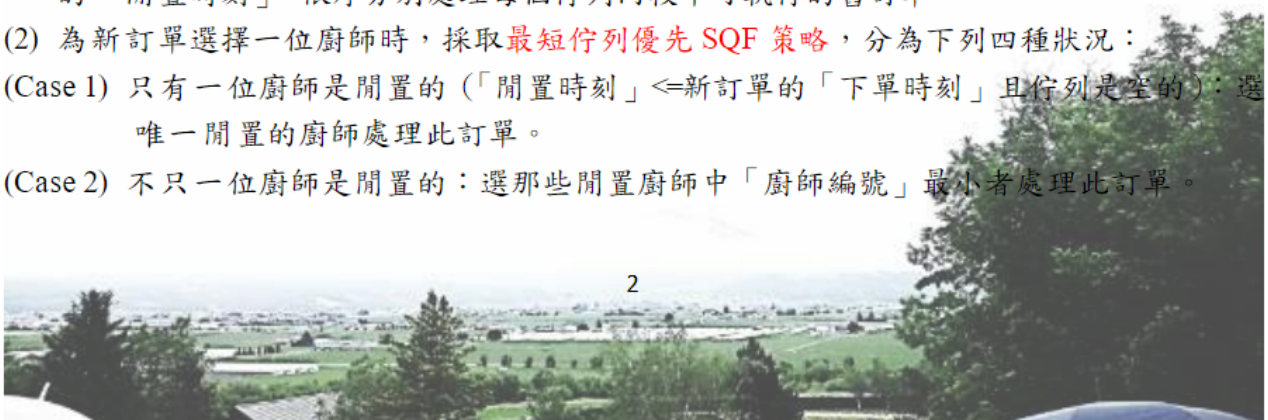 (2) 為新訂單選擇一位廚師時,採取最短佇列優先 SQF 策略,分為下列四種狀況:
(Case 1) 只有一位廚師是閒置的 (「閒置時刻」<=新訂單的「下單時刻」且佇列是空的):選
唯一閒置的廚師處理此訂單。
(Case 2) 不只一位廚師是閒置的:選那些閒置廚師中「廚師編號」最小者處理此訂單。
2